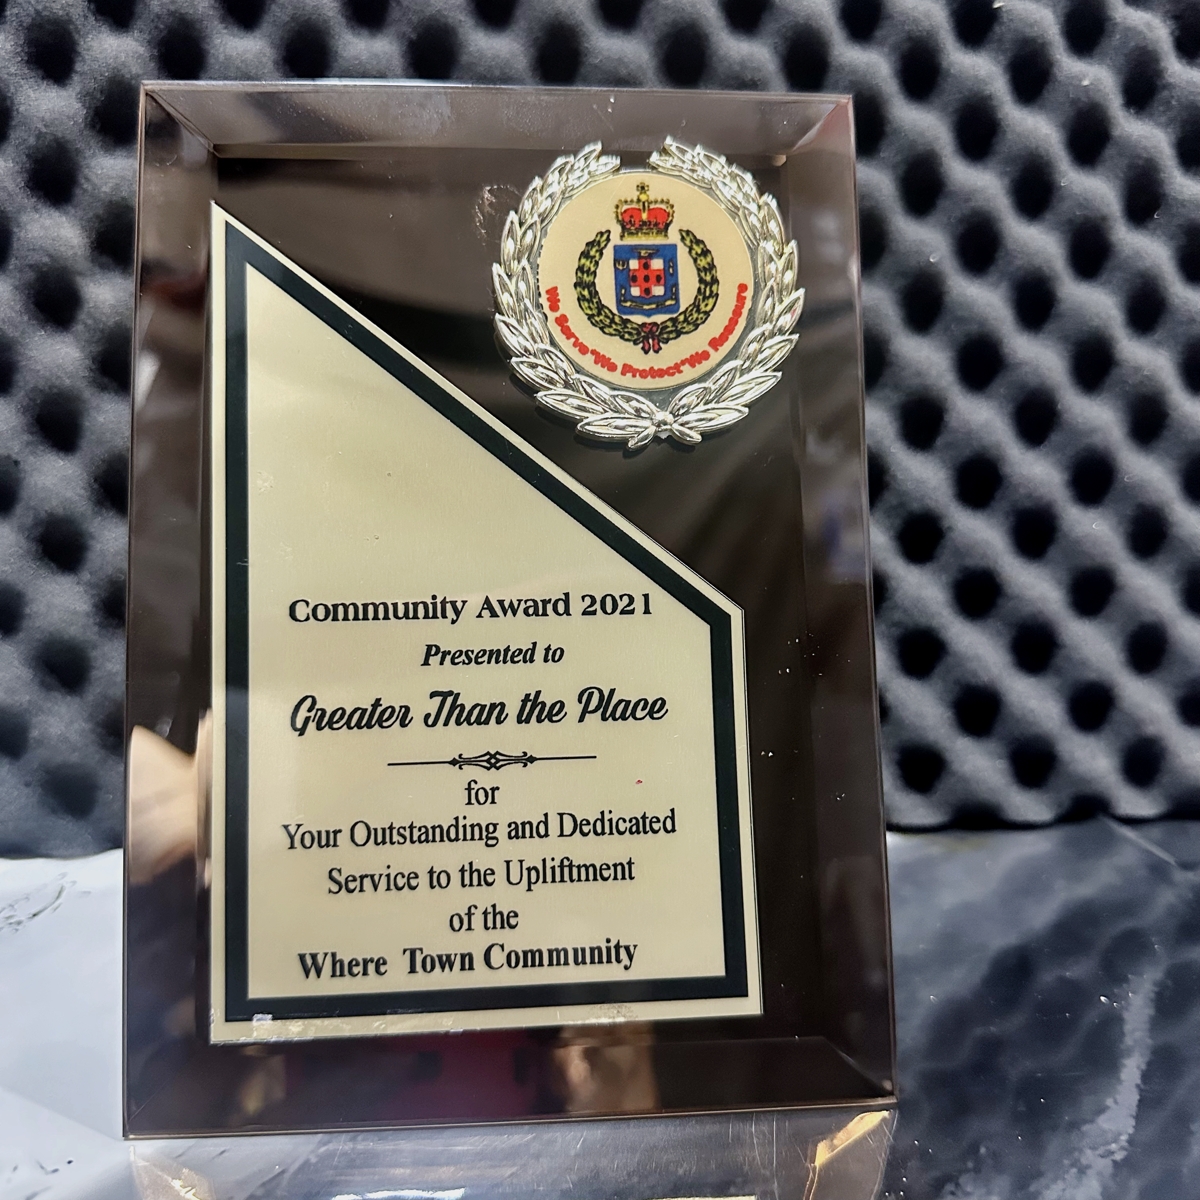 We Serve*We Protect*We Reassure
Community Award 2021
Presented to
Greater Than the Place
for
Your Outstanding and Dedicated
Service to the Upliftment
of the
Where Town Community